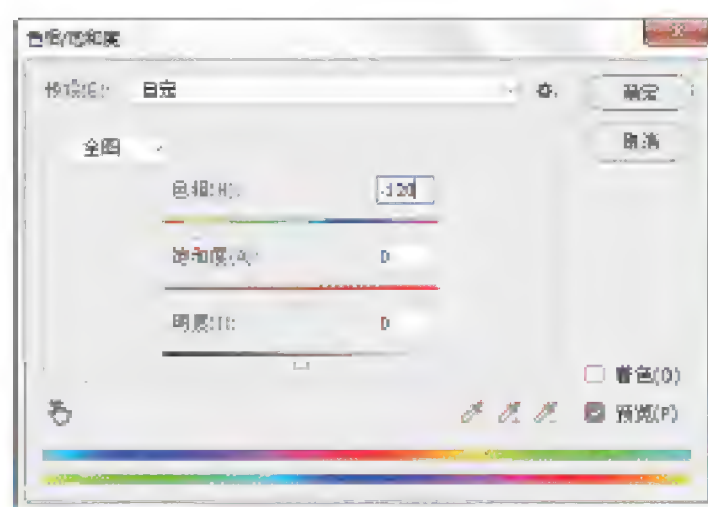 色相/饱和度
预设(E): 自定
确定
全图
取消
色相(H):
饱和度(A): 0
明度(I): 0
着色(O)
预览(P)